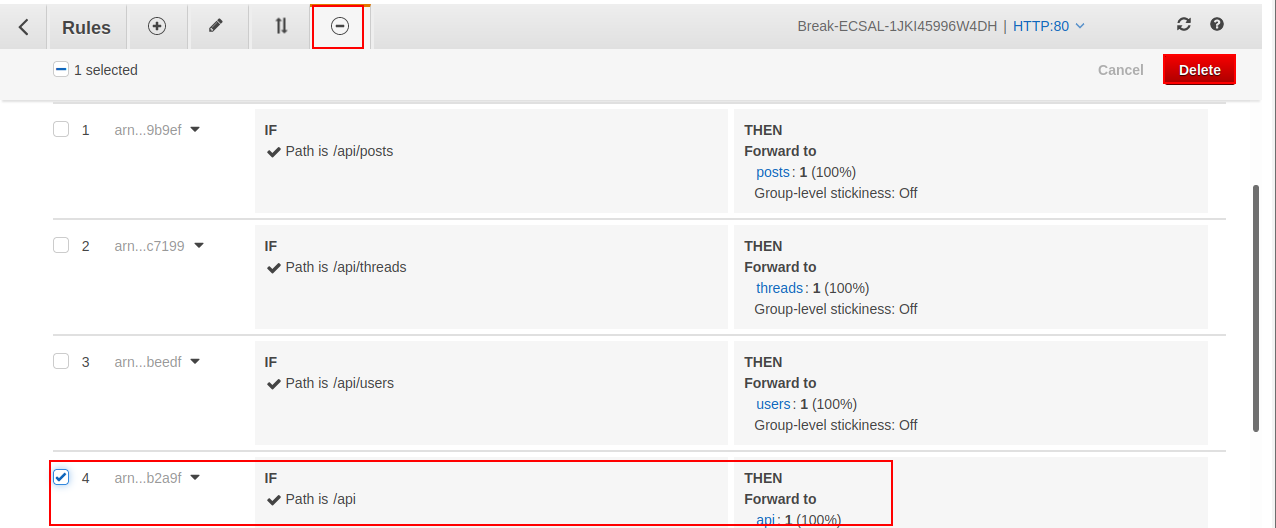 Rules Break-ECSAL-1JKI45996W4DH | HTTP:80
1 selected Cancel Delete
1 arn...9b9ef IF THEN
Path is /api/posts Forward to
posts : 1 (100%)
Group-level stickiness: Off
2 arn...c7199 IF THEN
Path is /api/threads Forward to
threads : 1 (100%)
Group-level stickiness: Off
3 arn...beedf IF THEN
Path is /api/users Forward to
users : 1 (100%)
Group-level stickiness: Off
4 arn...b2a9f IF THEN
Path is /api Forward to
api : 1 (100%)